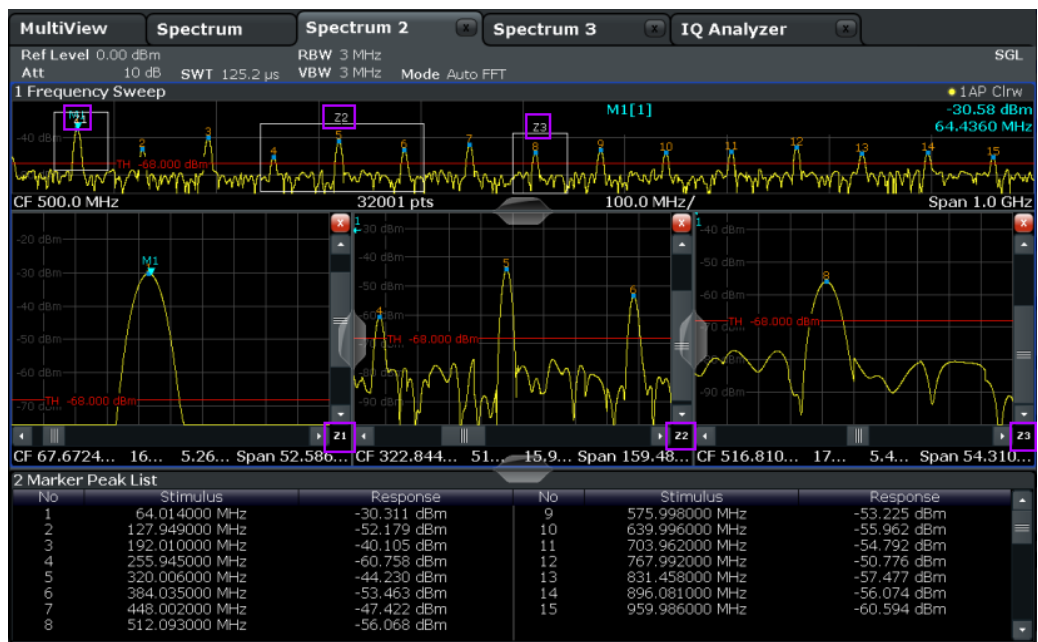 MultiView Spectrum Spectrum 2 x Spectrum 3 x IQ Analyzer x
Ref Level 0.00 dBm RBW 3 MHz SGL
Att 10 dB SWT 125.2 µs VBW 3 MHz Mode Auto FFT
1 Frequency Sweep 1AP Clrw
M1[1] -30.58 dBm
64.4360 MHz
Z2
Z3
-40 dBm
2 3 4 5 6 7 8 9 10 11 12 13 14 15
TH -68.000 dBm
CF 500.0 MHz 32001 pts 100.0 MHz/ Span 1.0 GHz
-20 dBm
M1
-30 dBm
-40 dBm
-50 dBm
-60 dBm
TH -68.000 dBm
-70 dBm
Z1
CF 67.6724... 16... 5.26... Span 52.586...
1
-30 dBm
-40 dBm
-50 dBm
-60 dBm
4 5 6
TH -68.000 dBm
-80 dBm
-90 dBm
Z2
CF 322.844... 51... 15.9... Span 159.48...
1
-40 dBm
-50 dBm
-60 dBm
8
TH -68.000 dBm
-70 dBm
-90 dBm
Z3
CF 516.810... 17... 5.4... Span 54.310...
2 Marker Peak List
No Stimulus Response No Stimulus Response
1 64.014000 MHz -30.311 dBm 9 575.998000 MHz -53.225 dBm
2 127.949000 MHz -52.179 dBm 10 639.996000 MHz -55.962 dBm
3 192.010000 MHz -40.105 dBm 11 703.962000 MHz -54.792 dBm
4 255.945000 MHz -60.758 dBm 12 767.992000 MHz -50.776 dBm
5 320.006000 MHz -44.230 dBm 13 831.458000 MHz -57.477 dBm
6 384.035000 MHz -53.463 dBm 14 896.081000 MHz -56.074 dBm
7 448.002000 MHz -47.422 dBm 15 959.986000 MHz -60.594 dBm
8 512.093000 MHz -56.068 dBm